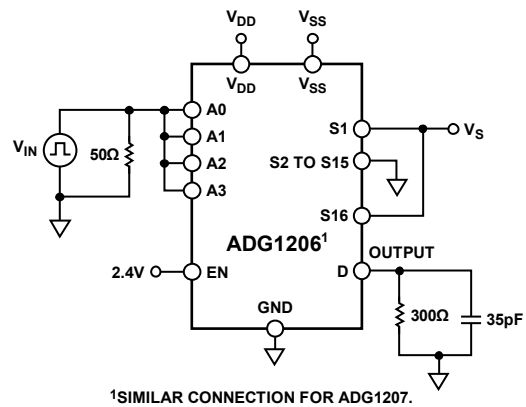 VDD
VSS
VDD
VSS
A0
A1
A2
A3
VIN
50Ω
S1
VS
S2 TO S15
S16
ADG1206¹
OUTPUT
2.4V
EN
D
GND
300Ω
35pF
¹SIMILAR CONNECTION FOR ADG1207.